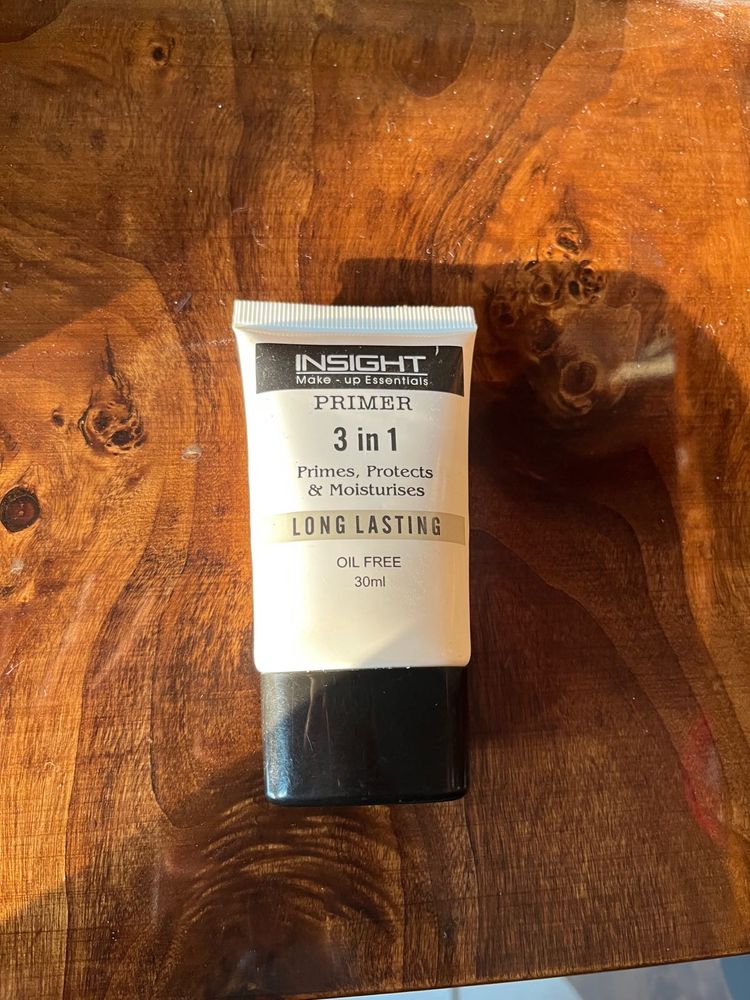 INSIGHT
Make - up Essentials
PRIMER
3 in 1
Primes, Protects
& Moisturises
LONG LASTING
OIL FREE
30ml